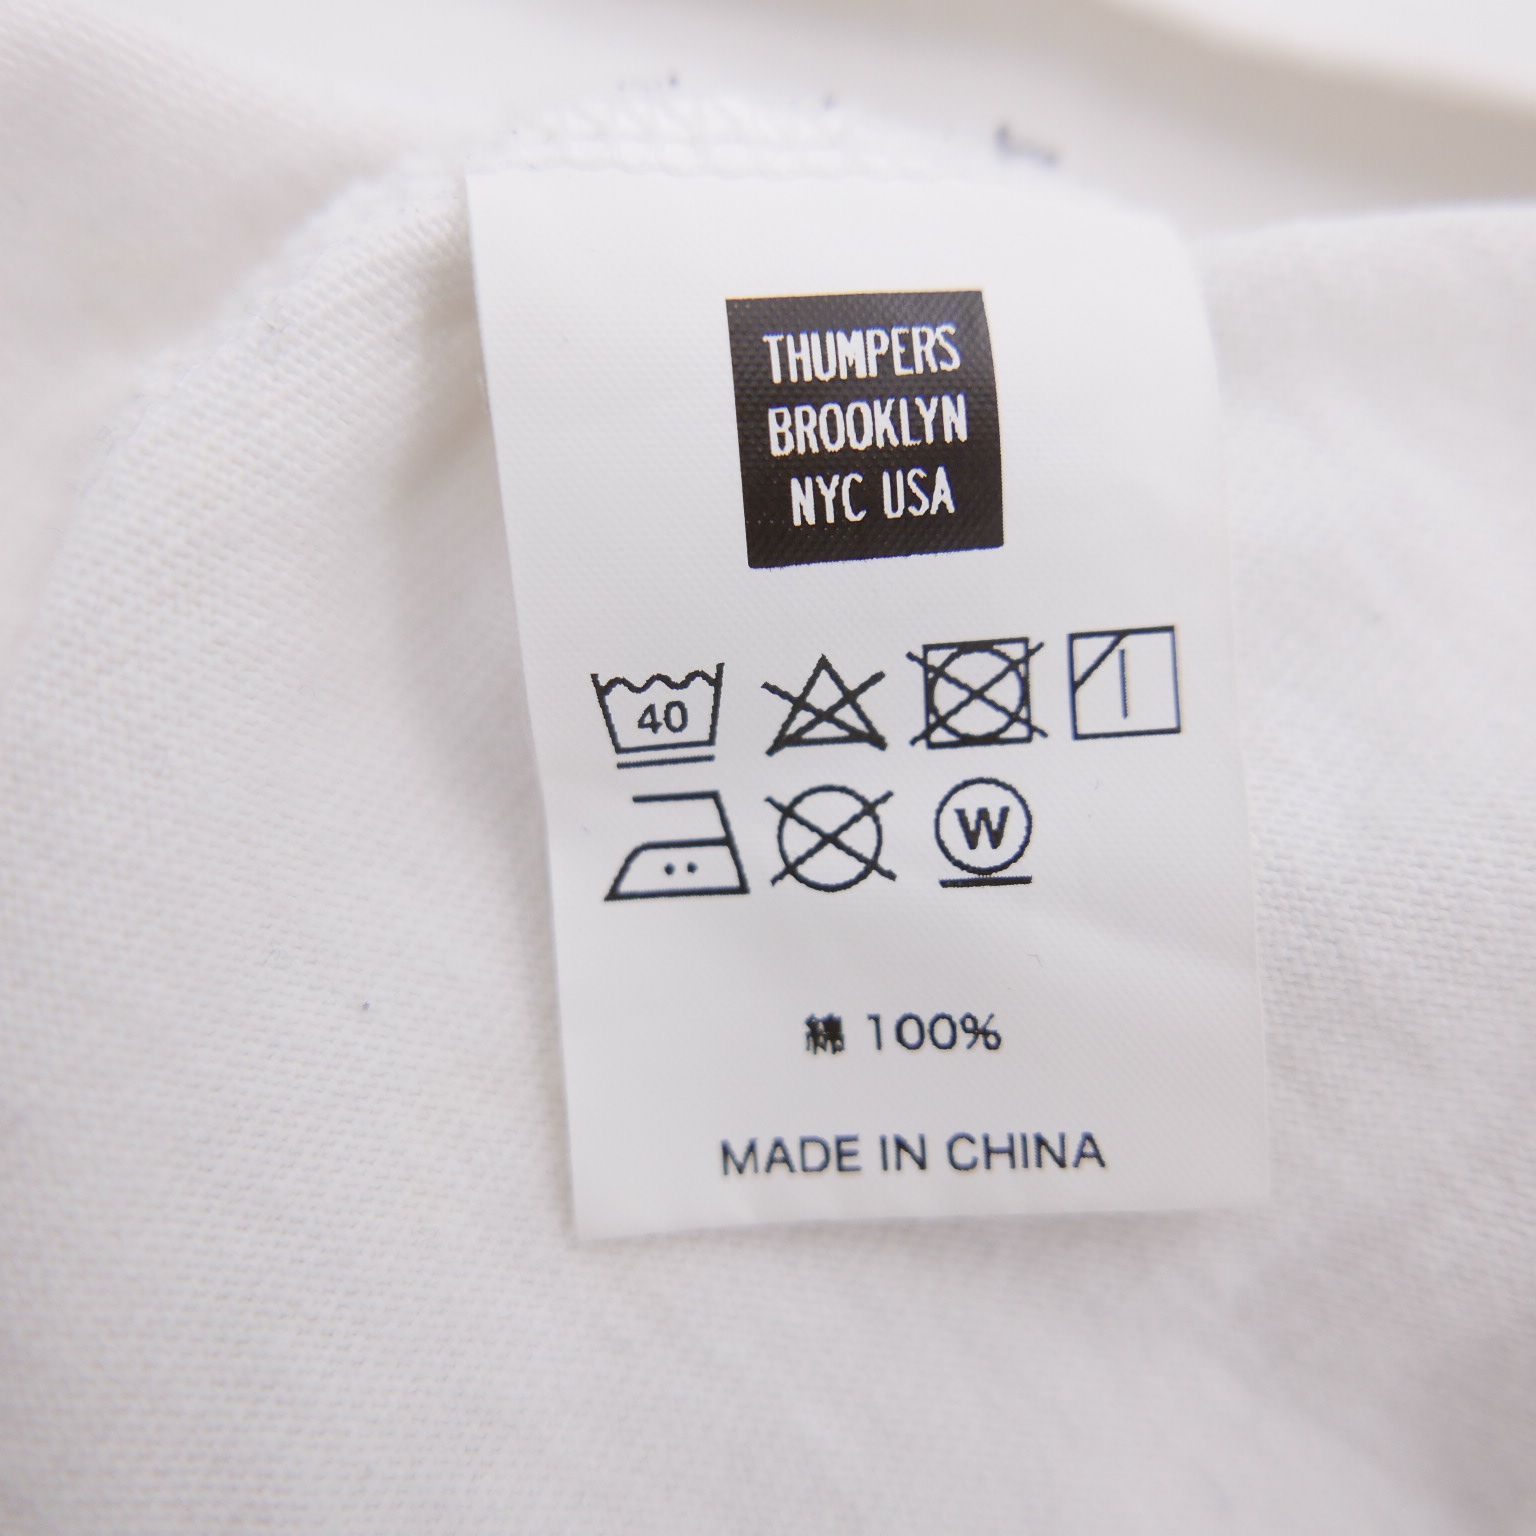 THUMPERS
BROOKLYN
NYC USA
40
W
綿 100%
MADE IN CHINA